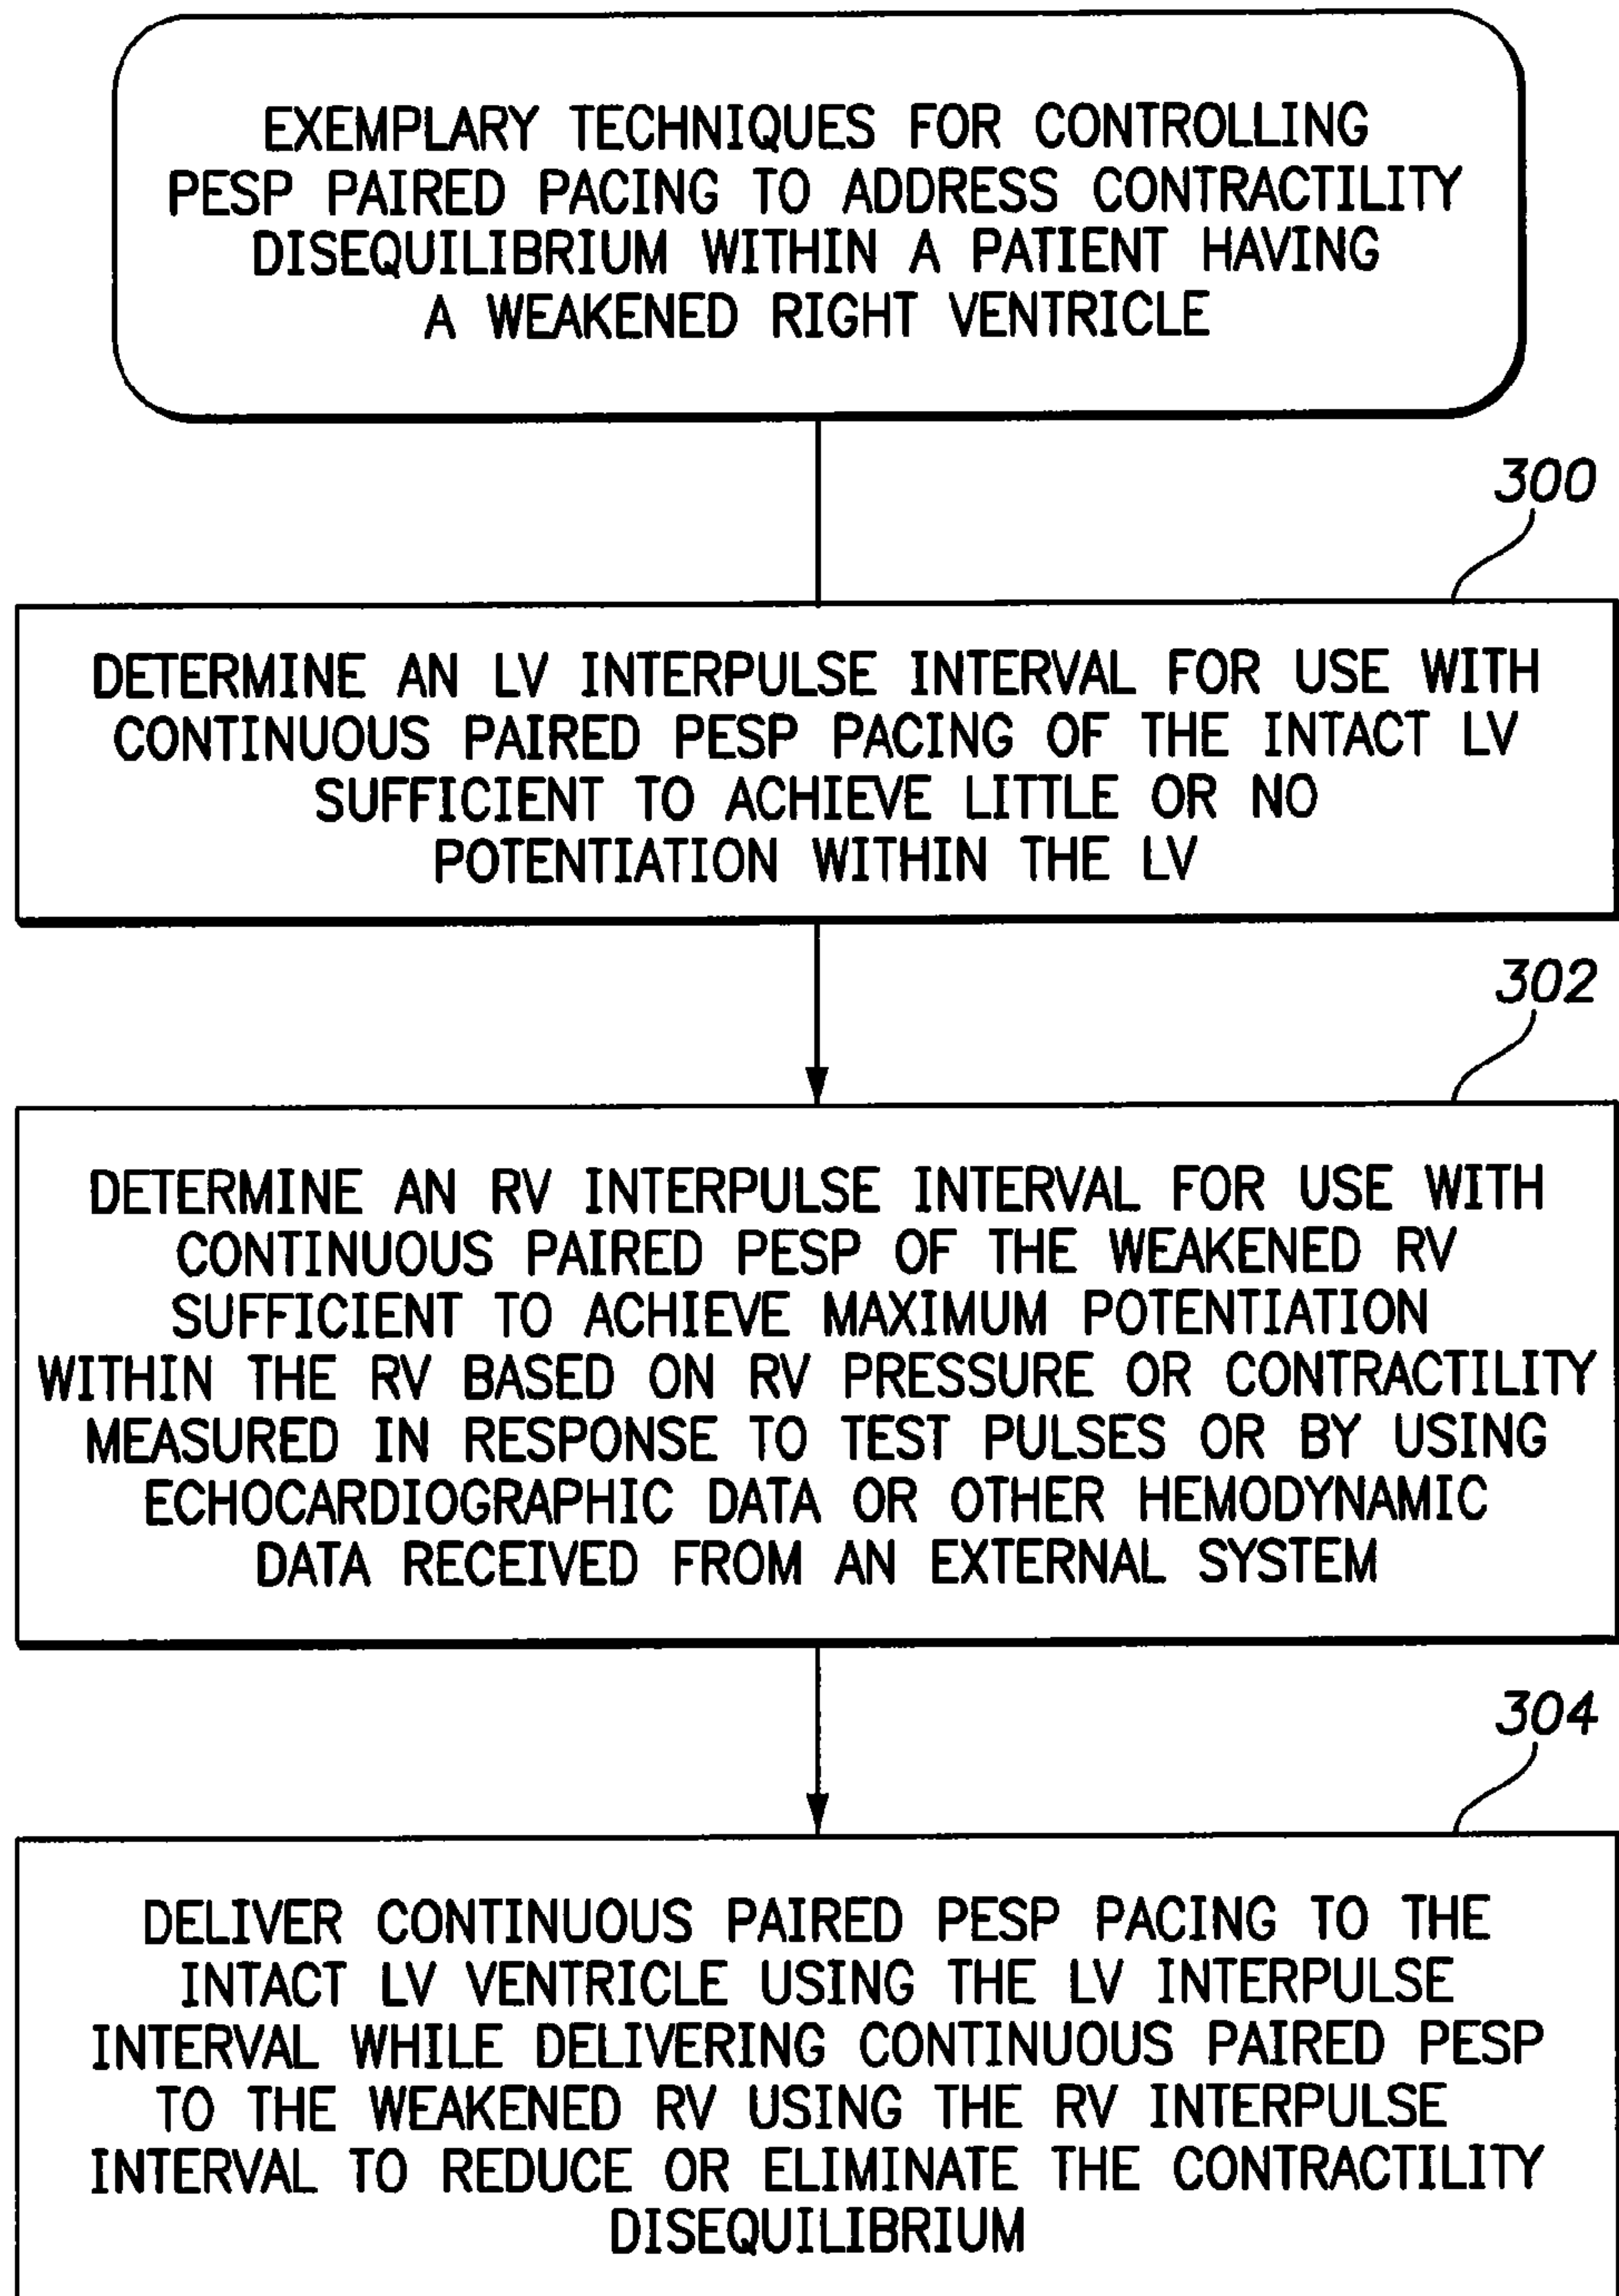 EXEMPLARY TECHNIQUES FOR CONTROLLING
PESP PAIRED PACING TO ADDRESS CONTRACTILITY
DISEQUILIBRIUM WITHIN A PATIENT HAVING
A WEAKENED RIGHT VENTRICLE
300
DETERMINE AN LV INTERPULSE INTERVAL FOR USE WITH
CONTINUOUS PAIRED PESP PACING OF THE INTACT LV
SUFFICIENT TO ACHIEVE LITTLE OR NO
POTENTIATION WITHIN THE LV
302
DETERMINE AN RV INTERPULSE INTERVAL FOR USE WITH
CONTINUOUS PAIRED PESP OF THE WEAKENED RV
SUFFICIENT TO ACHIEVE MAXIMUM POTENTIATION
WITHIN THE RV BASED ON RV PRESSURE OR CONTRACTILITY
MEASURED IN RESPONSE TO TEST PULSES OR BY USING
ECHOCARDIOGRAPHIC DATA OR OTHER HEMODYNAMIC
DATA RECEIVED FROM AN EXTERNAL SYSTEM
304
DELIVER CONTINUOUS PAIRED PESP PACING TO THE
INTACT LV VENTRICLE USING THE LV INTERPULSE
INTERVAL WHILE DELIVERING CONTINUOUS PAIRED PESP
TO THE WEAKENED RV USING THE RV INTERPULSE
INTERVAL TO REDUCE OR ELIMINATE THE CONTRACTILITY
DISEQUILIBRIUM